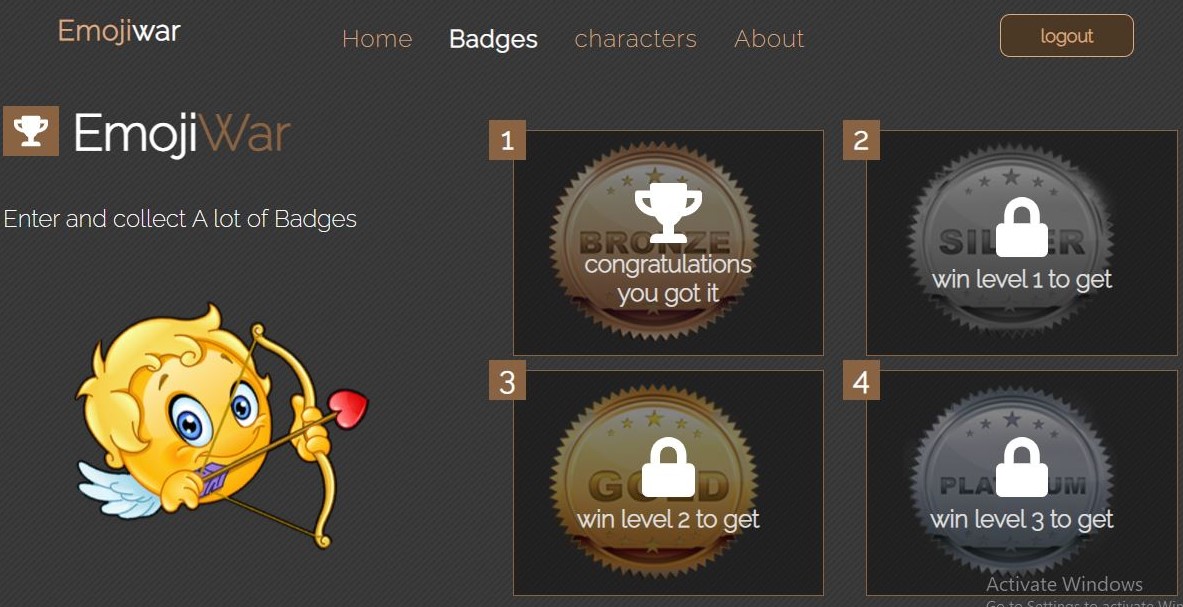 Emojiwar
Home
Badges
characters
About
logout
EmojiWar
Enter and collect A lot of Badges
1
BRONZE
congratulations
you got it
2
SILVER
win level 1 to get
3
GOLD
win level 2 to get
4
PLATINUM
win level 3 to get
Activate Windows
Go to Settings to activate Win